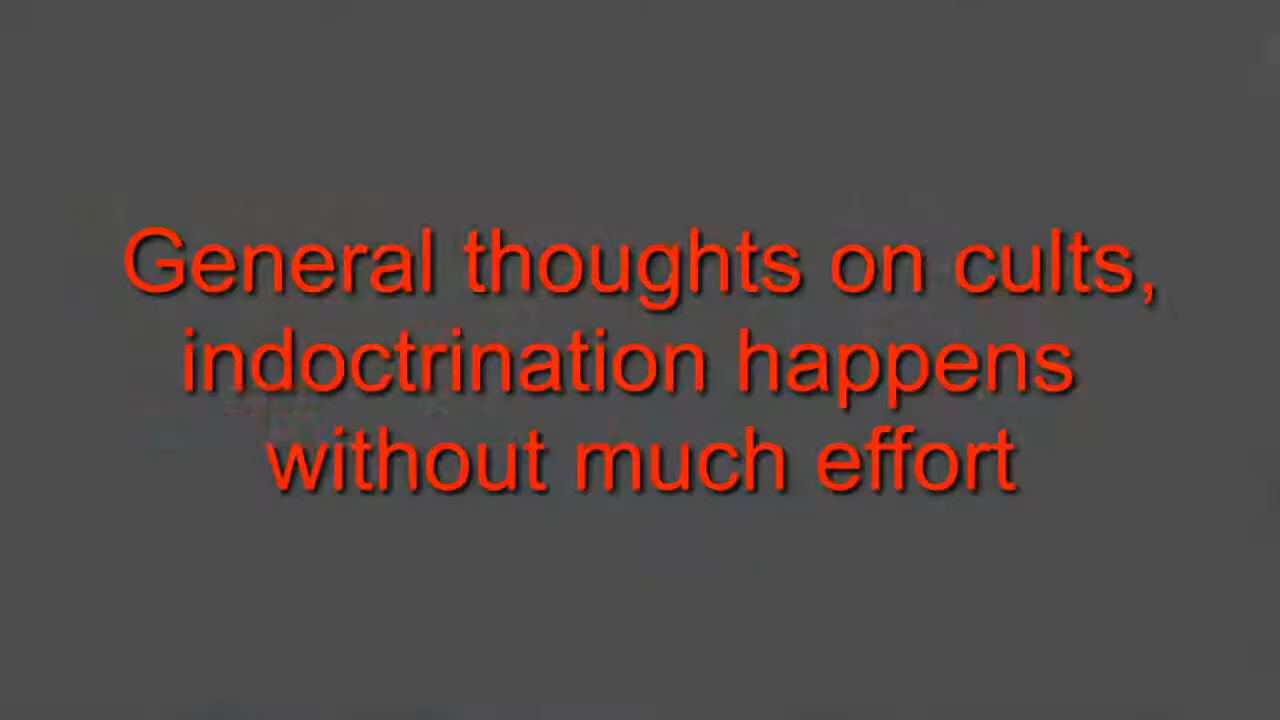 General thoughts on cults,
indoctrination happens
without much effort